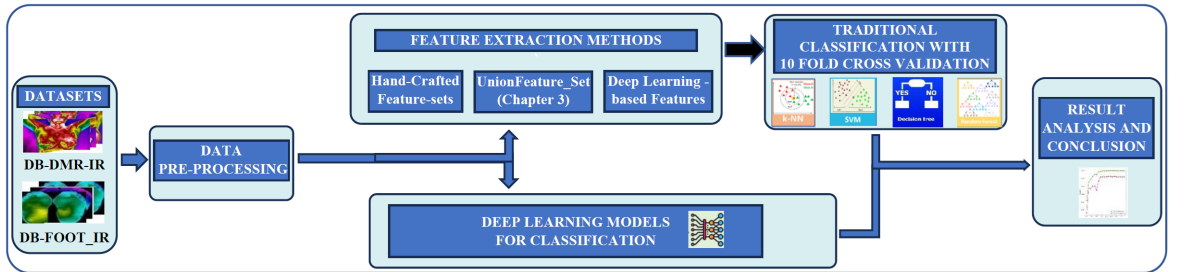 DATASETS
DB-DMR-IR
DB-FOOT_IR
DATA
PRE-PROCESSING
FEATURE EXTRACTION METHODS
Hand-Crafted
Feature-sets
UnionFeature_Set
(Chapter 3)
Deep Learning -
based Features
DEEP LEARNING MODELS
FOR CLASSIFICATION
TRADITIONAL
CLASSIFICATION WITH
10 FOLD CROSS VALIDATION
k-NN
SVM
YES NO
Decision tree
RESULT
ANALYSIS AND
CONCLUSION